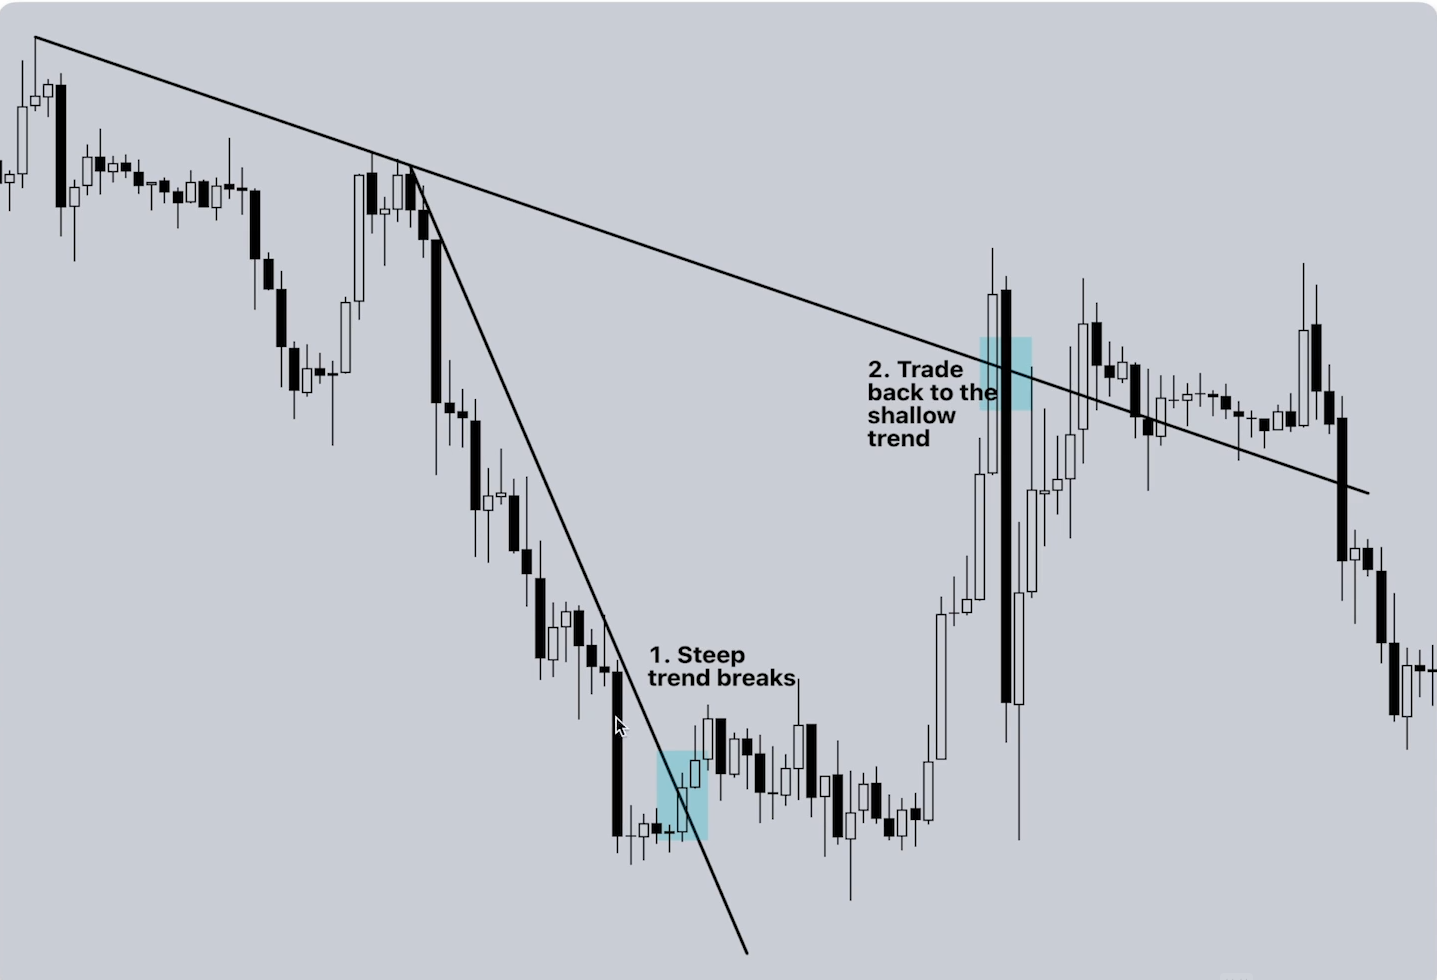 2. Trade
back to the
shallow
trend
1. Steep
trend breaks